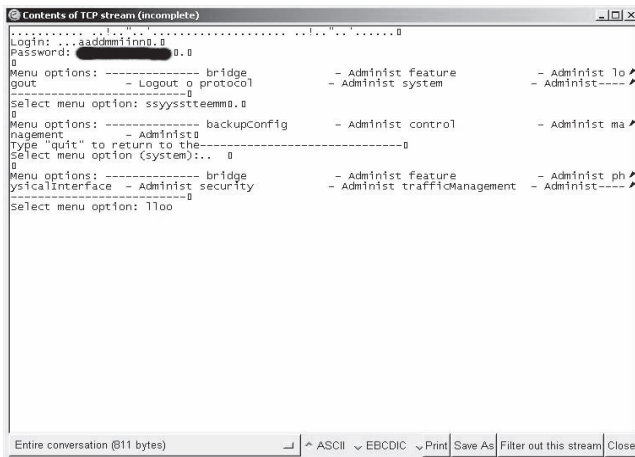 Contents of TCP stream (incomplete)
........... ..!.."..'..................... ..!.."..'......
Login: ...aaddmmiinn.
Password: .
Menu options: -------------- bridge - Administ feature - Administ lo
gout - Logout o protocol - Administ system - Administ----
--------------------------
Select menu option: ssyysstteemm.
Menu options: -------------- backupConfig - Administ control - Administ ma
nagement - Administ
Type "quit" to return to the------------------------------
Select menu option (system):..
Menu options: -------------- bridge - Administ feature - Administ ph
ysicalInterface - Administ security - Administ trafficManagement - Administ----
--------------------------
Select menu option: lloo
Entire conversation (811 bytes) ASCII EBCDIC Print Save As Filter out this stream Close